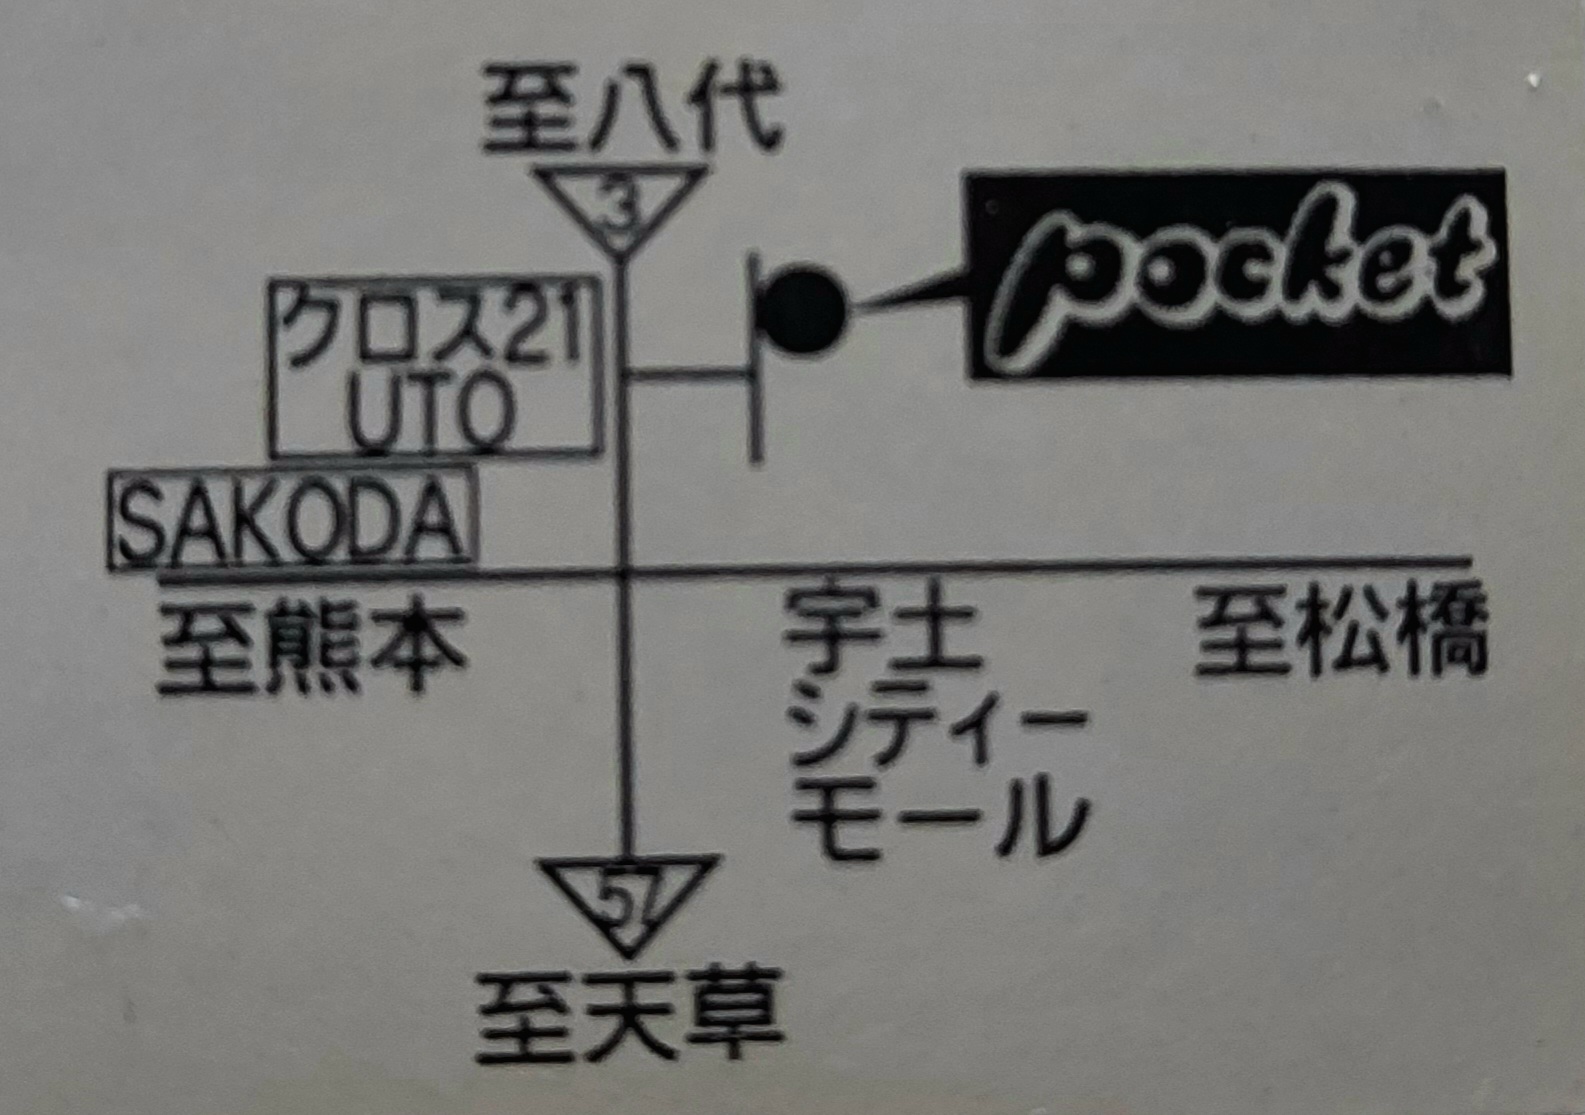 至八代
3
pocket
クロス21
UTO
SAKODA
至熊本
宇土
シティー
モール
至松橋
57
至天草